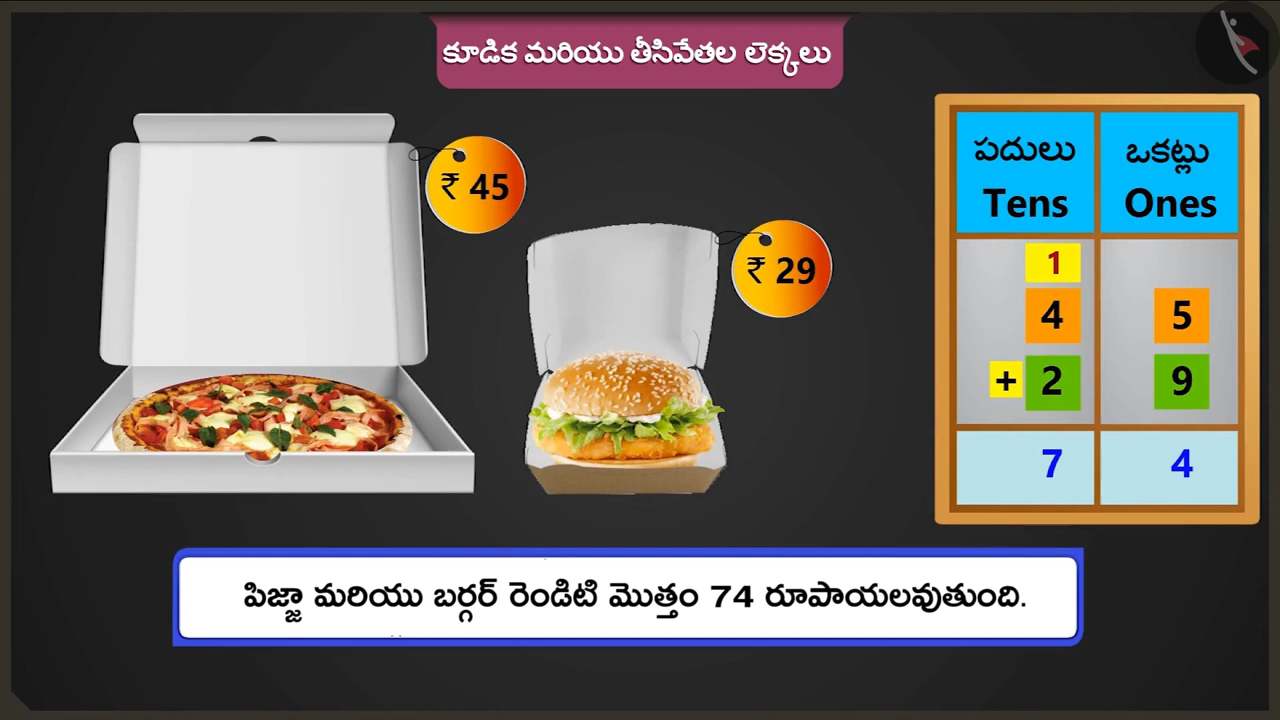 కూడిక మరియు తీసివేతల లెక్కలు
₹ 45
₹ 29
పదులు ఒకట్లు
Tens Ones
1
4 5
+ 2 9
7 4
పిజ్జా మరియు బర్గర్ రెండిటి మొత్తం 74 రూపాయలవుతుంది.